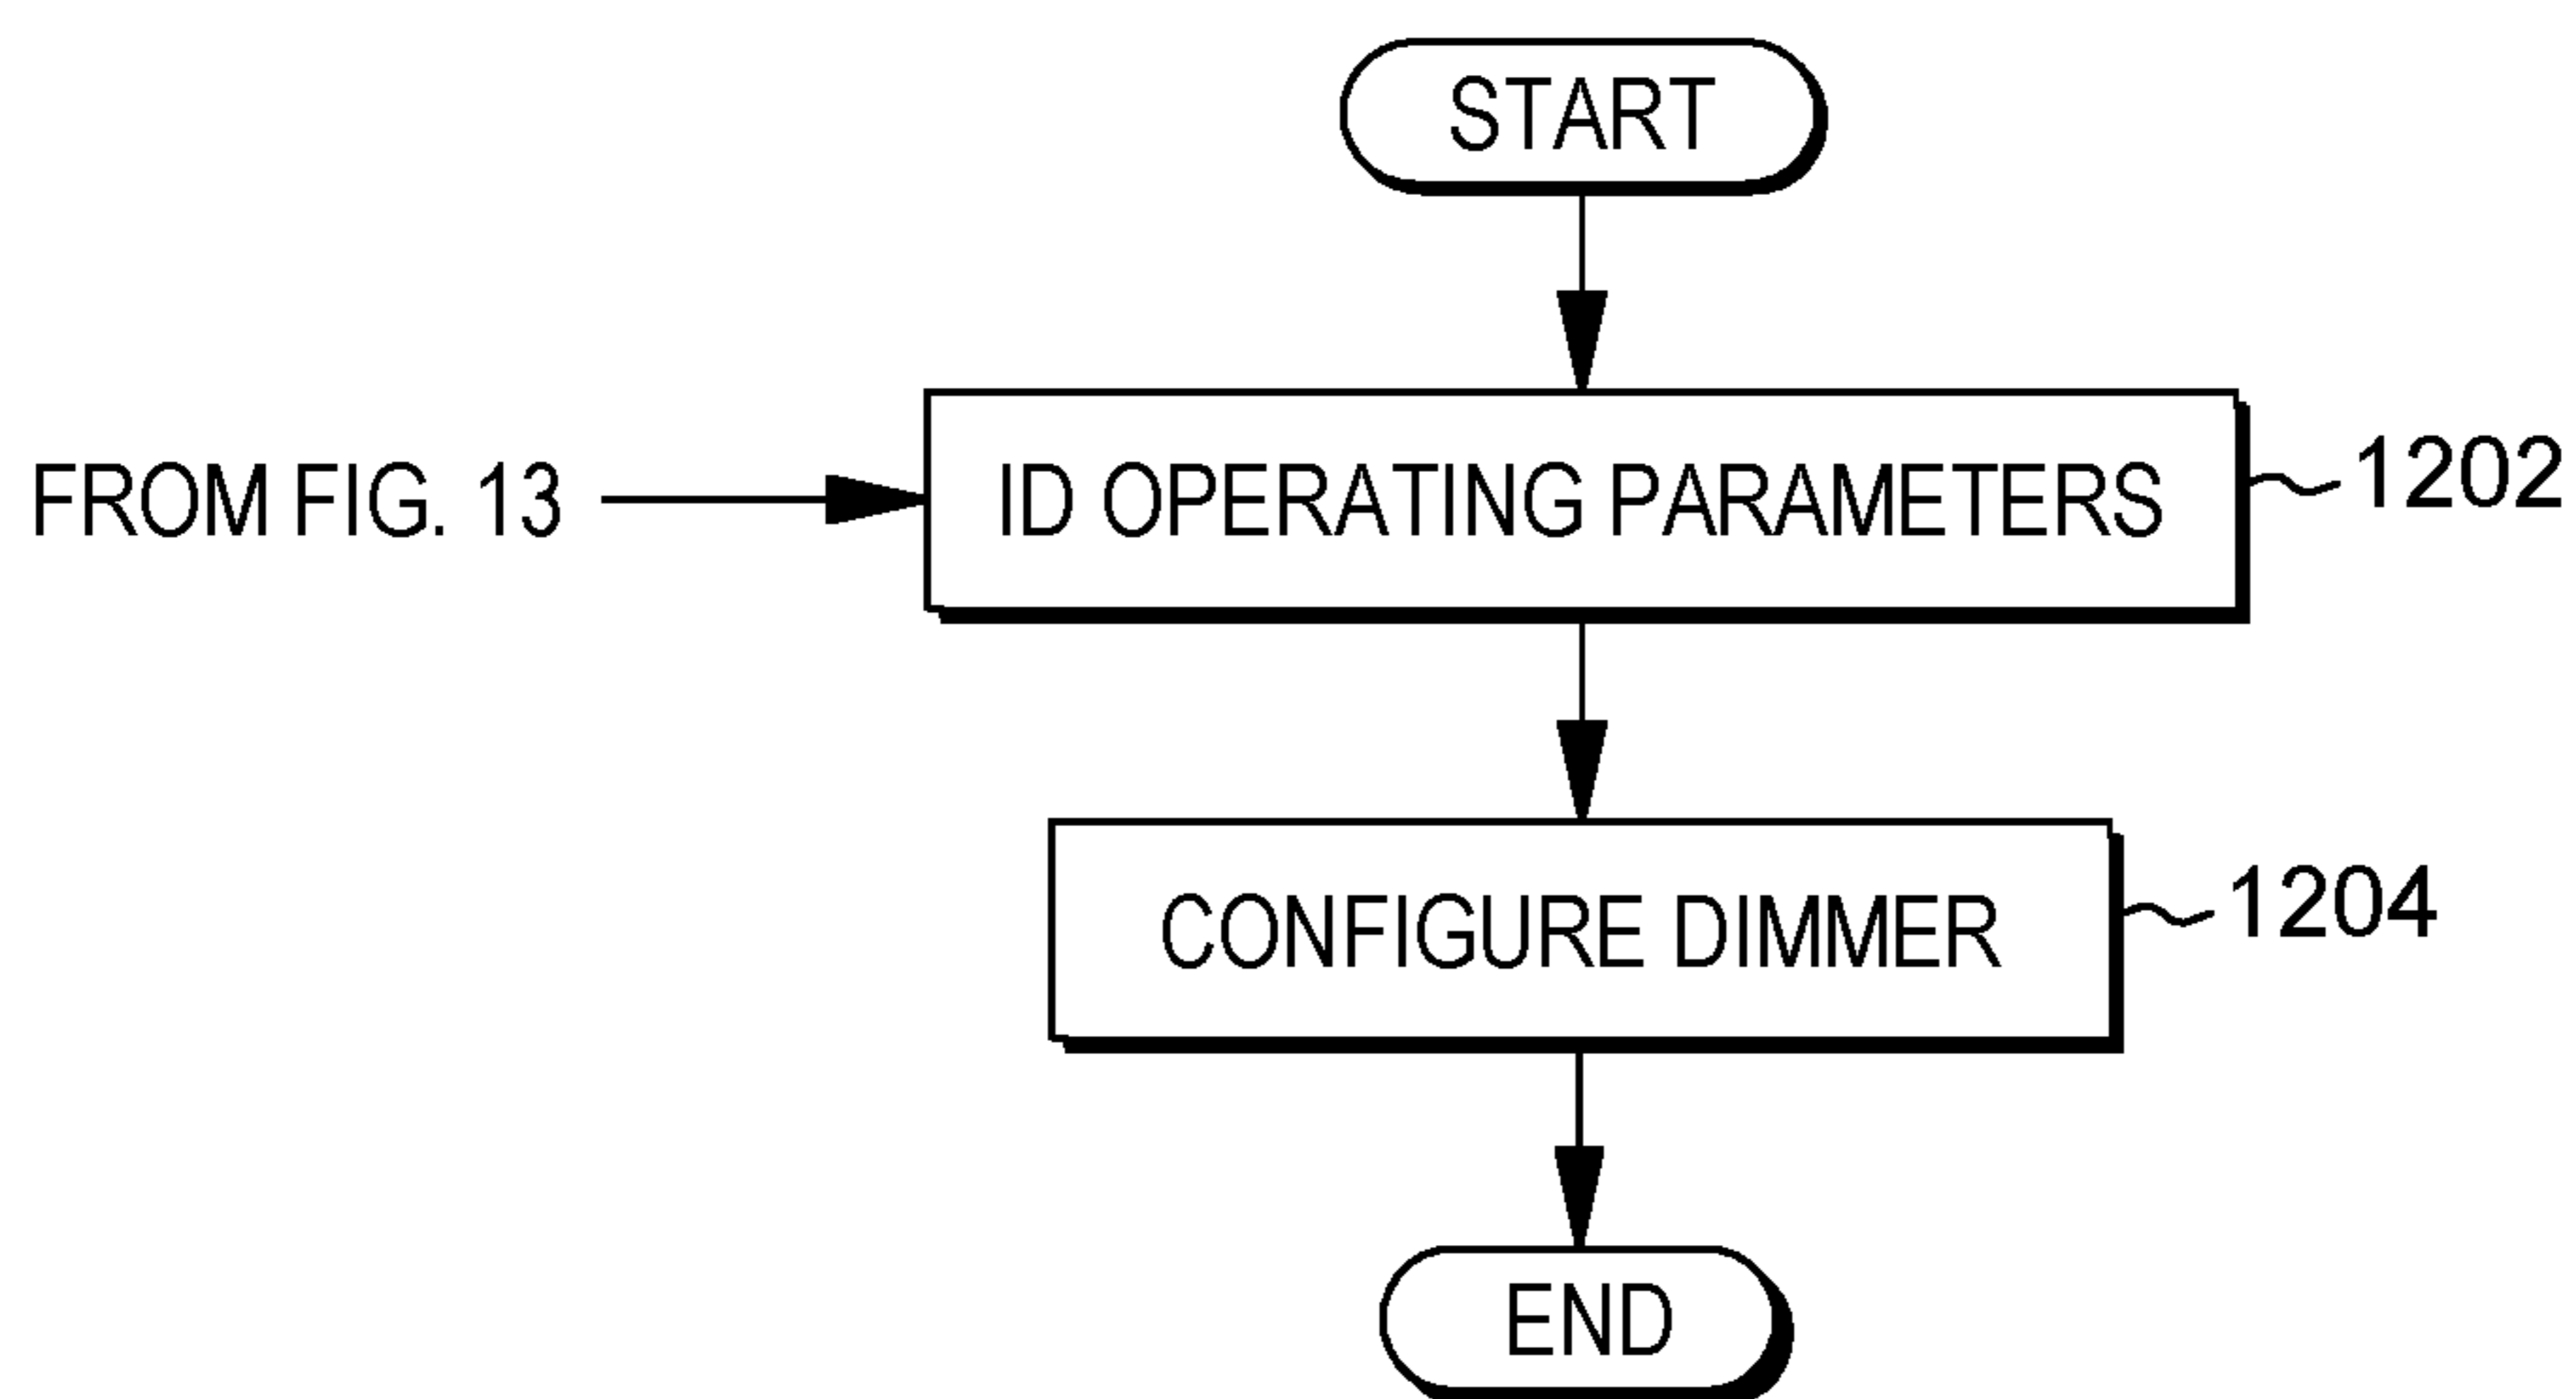 START
FROM FIG. 13
ID OPERATING PARAMETERS
1202
CONFIGURE DIMMER
1204
END